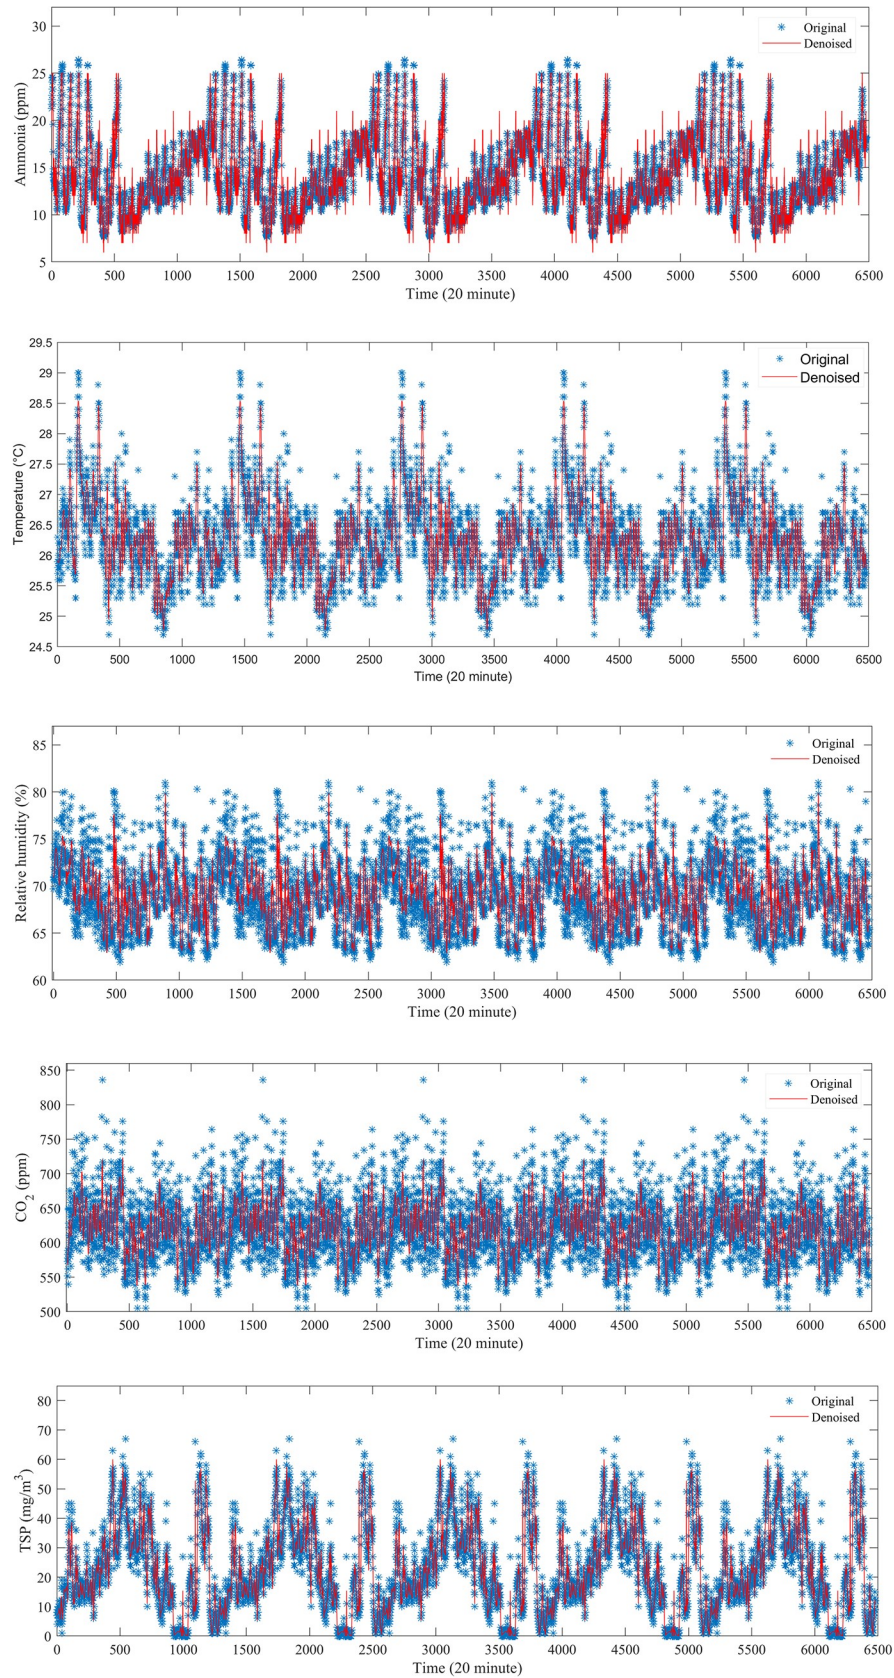 30
25
20
15
10
5
Ammonia (ppm)
Original
Denoised
0 500 1000 1500 2000 2500 3000 3500 4000 4500 5000 5500 6000 6500
Time (20 minute)
29.5
29
28.5
28
27.5
27
26.5
26
25.5
25
24.5
Temperature (°C)
Original
Denoised
0 500 1000 1500 2000 2500 3000 3500 4000 4500 5000 5500 6000 6500
Time (20 minute)
85
80
75
70
65
60
Relative humidity (%)
Original
Denoised
0 500 1000 1500 2000 2500 3000 3500 4000 4500 5000 5500 6000 6500
Time (20 minute)
850
800
750
700
650
600
550
500
CO2 (ppm)
Original
Denoised
0 500 1000 1500 2000 2500 3000 3500 4000 4500 5000 5500 6000 6500
Time (20 minute)
80
70
60
50
40
30
20
10
0
TSP (mg/m³)
Original
Denoised
0 500 1000 1500 2000 2500 3000 3500 4000 4500 5000 5500 6000 6500
Time (20 minute)